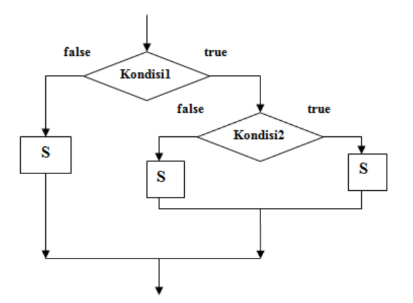 false
true
Kondisi1
false
true
Kondisi2
S
S
S